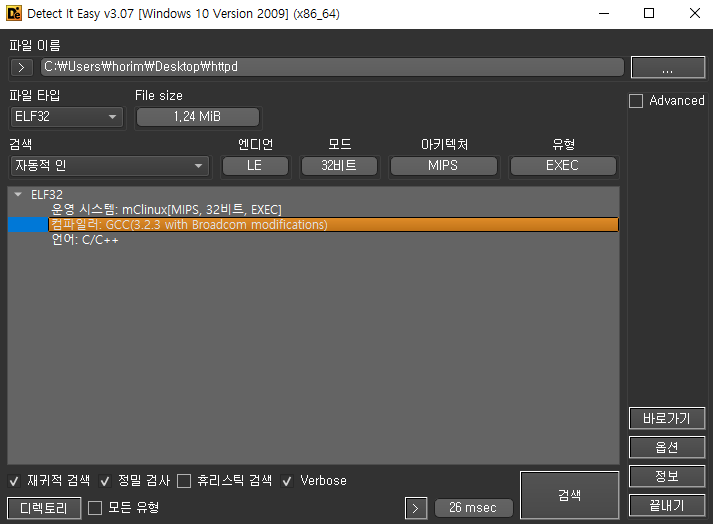 Detect It Easy v3.07 [Windows 10 Version 2009] (x86_64)
파일 이름
> C:₩Users₩horim₩Desktop₩httpd ...
파일 타입 File size
ELF32 1,24 MiB Advanced
검색 엔디언 모드 아키텍처 유형
자동적 인 LE 32비트 MIPS EXEC
ELF32
운영 시스템: mClinux[MIPS, 32비트, EXEC]
컴파일러: GCC(3.2.3 with Broadcom modifications)
언어: C/C++
바로가기
옵션
재귀적 검색 정밀 검사 휴리스틱 검색 Verbose 검색 정보
디렉토리 모든 유형 > 26 msec 끝내기